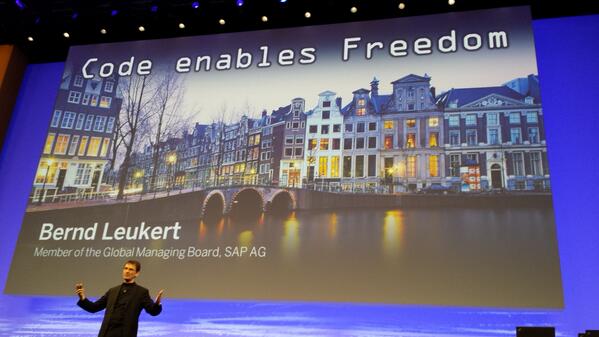 Code enables Freedom
Bernd Leukert
Member of the Global Managing Board, SAP AG